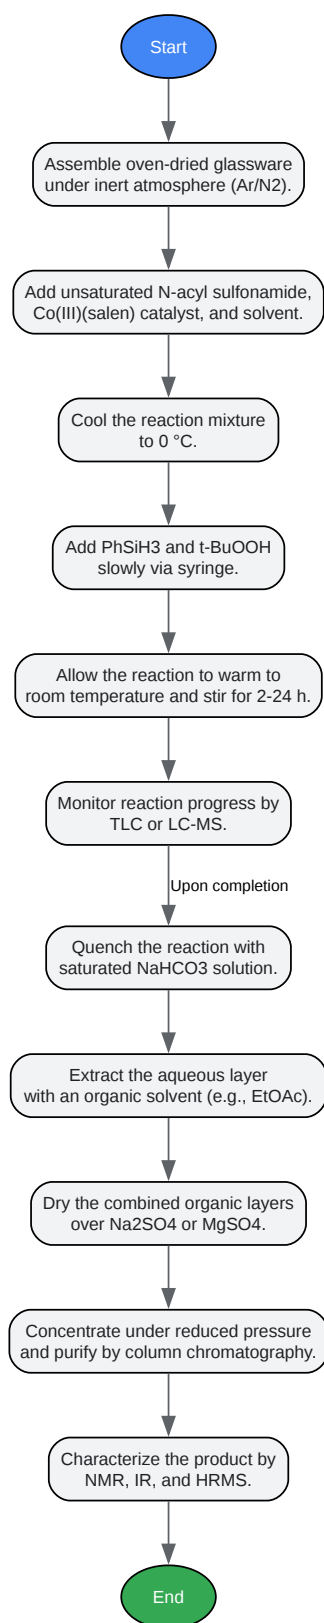 Start
Assemble oven-dried glassware
under inert atmosphere (Ar/N2).
Add unsaturated N-acyl sulfonamide,
Co(III)(salen) catalyst, and solvent.
Cool the reaction mixture
to 0 °C.
Add PhSiH3 and t-BuOOH
slowly via syringe.
Allow the reaction to warm to
room temperature and stir for 2-24 h.
Monitor reaction progress by
TLC or LC-MS.
Upon completion
Quench the reaction with
saturated NaHCO3 solution.
Extract the aqueous layer
with an organic solvent (e.g., EtOAc).
Dry the combined organic layers
over Na2SO4 or MgSO4.
Concentrate under reduced pressure
and purify by column chromatography.
Characterize the product by
NMR, IR, and HRMS.
End